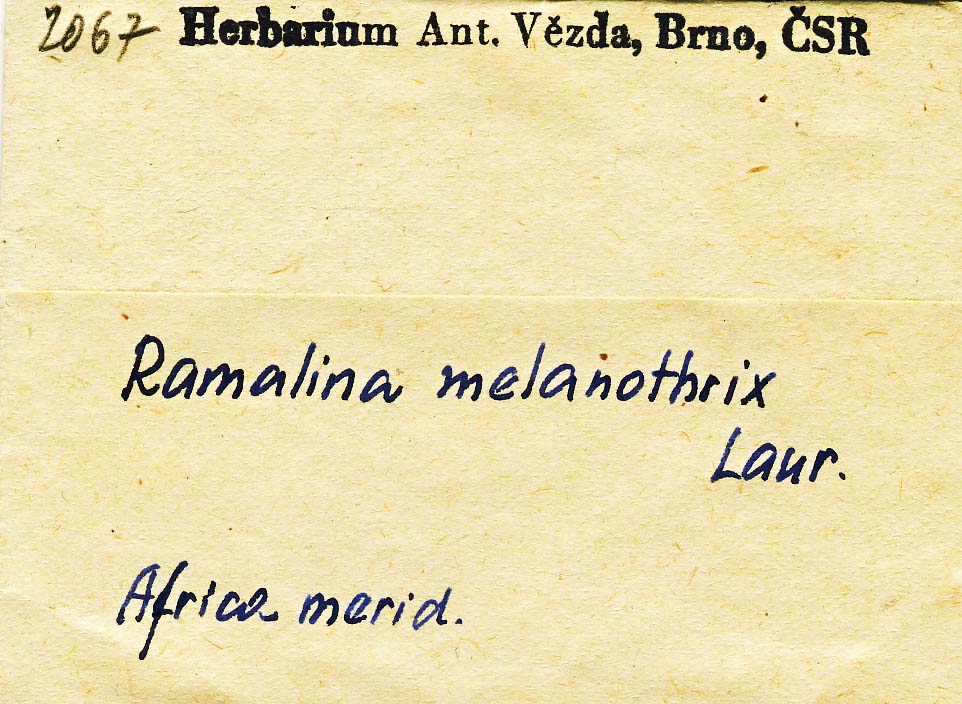 2067 Herbarium Ant. Vězda, Brno, ČSR
Ramalina melanothrix
Laur.
Africa merid.